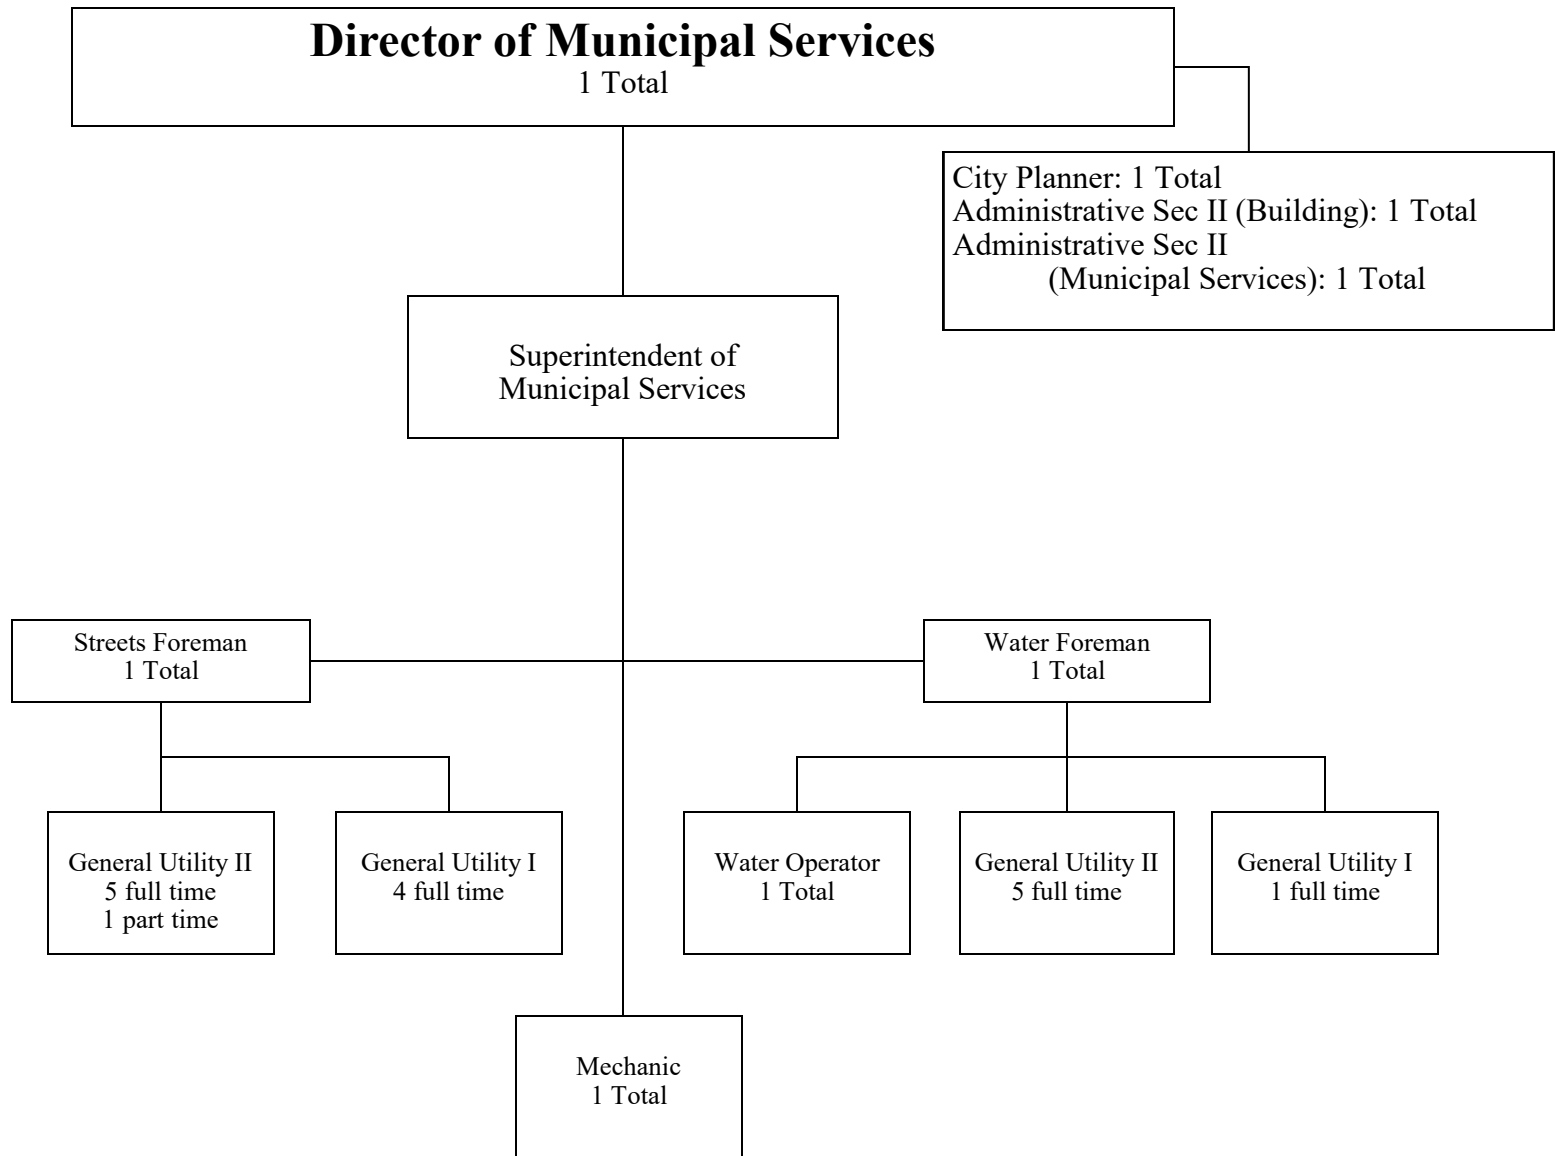 Director of Municipal Services
1 Total
City Planner: 1 Total
Administrative Sec II (Building): 1 Total
Administrative Sec II
(Municipal Services): 1 Total
Superintendent of
Municipal Services
Streets Foreman
1 Total
Water Foreman
1 Total
General Utility II
5 full time
1 part time
General Utility I
4 full time
Water Operator
1 Total
General Utility II
5 full time
General Utility I
1 full time
Mechanic
1 Total